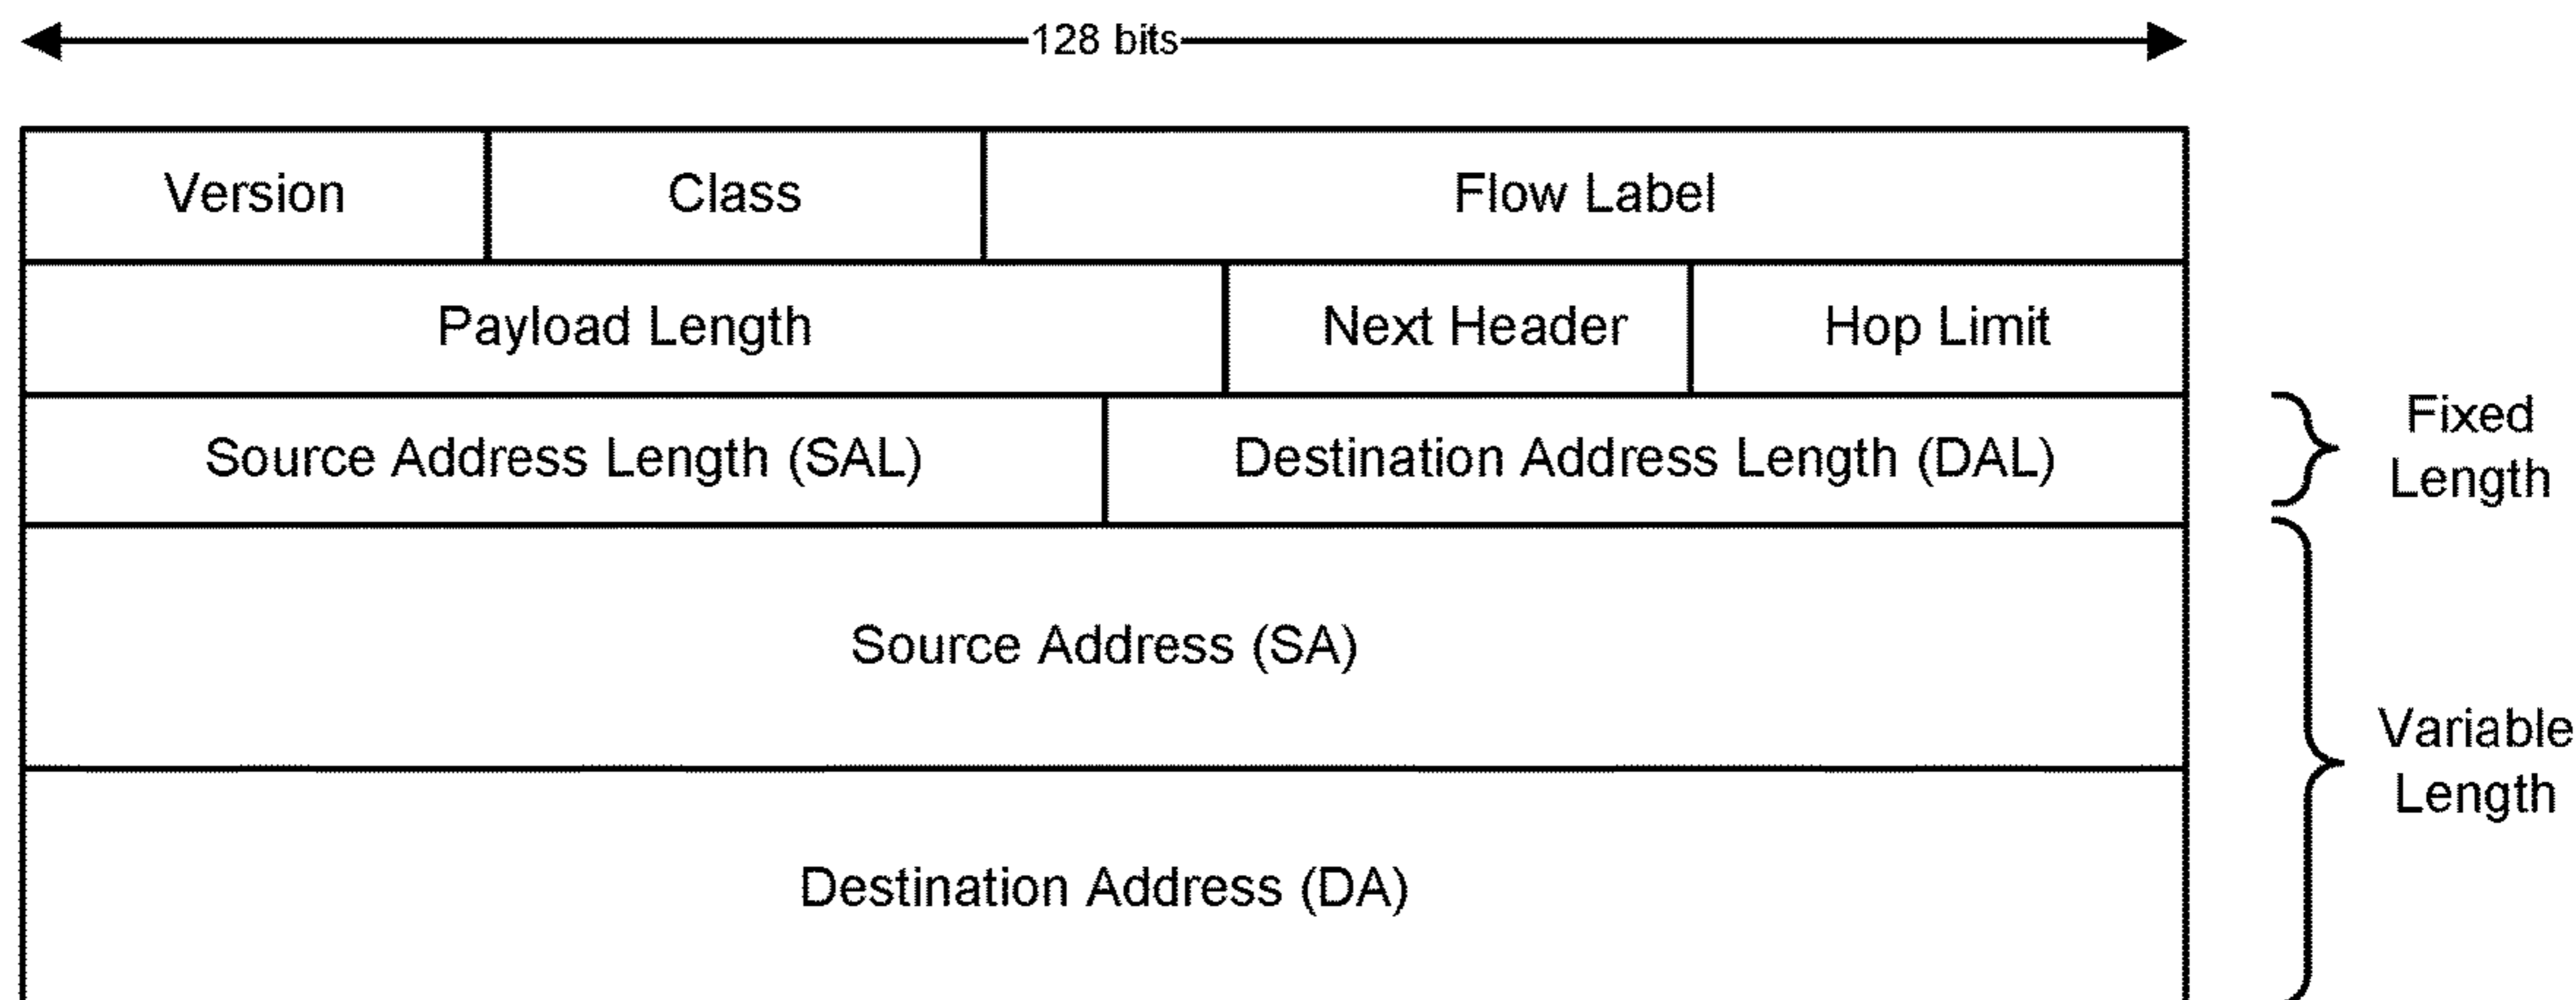 128 bits
Version Class Flow Label
Payload Length Next Header Hop Limit
Source Address Length (SAL) Destination Address Length (DAL)
Fixed
Length
Source Address (SA)
Variable
Length
Destination Address (DA)